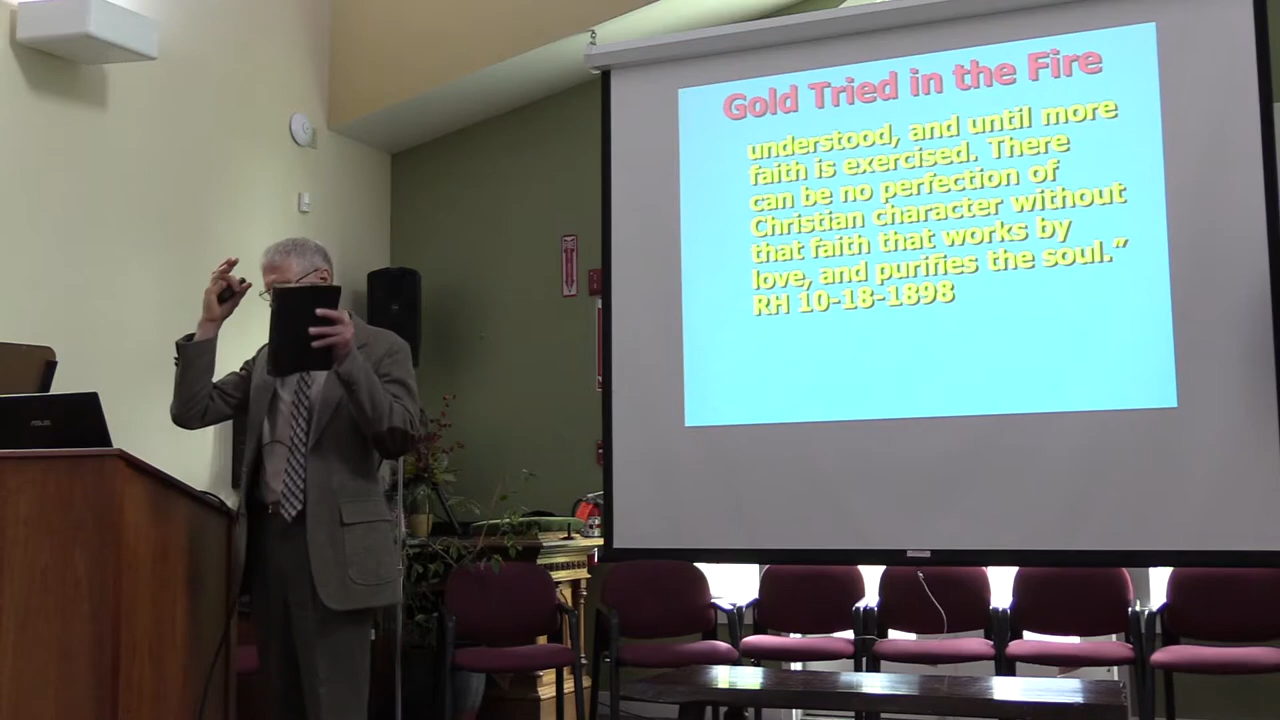 Gold Tried in the Fire
understood, and until more
faith is exercised. There
can be no perfection of
Christian character without
that faith that works by
love, and purifies the soul.”
RH 10-18-1898
ASUS